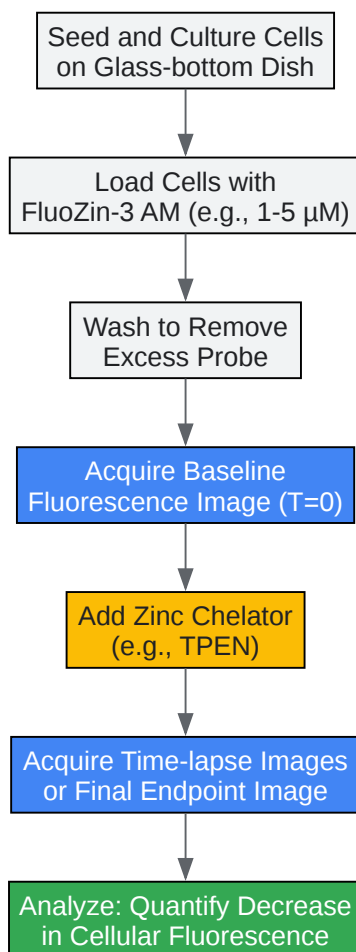 Seed and Culture Cells
on Glass-bottom Dish
Load Cells with
FluoZin-3 AM (e.g., 1-5 µM)
Wash to Remove
Excess Probe
Acquire Baseline
Fluorescence Image (T=0)
Add Zinc Chelator
(e.g., TPEN)
Acquire Time-lapse Images
or Final Endpoint Image
Analyze: Quantify Decrease
in Cellular Fluorescence